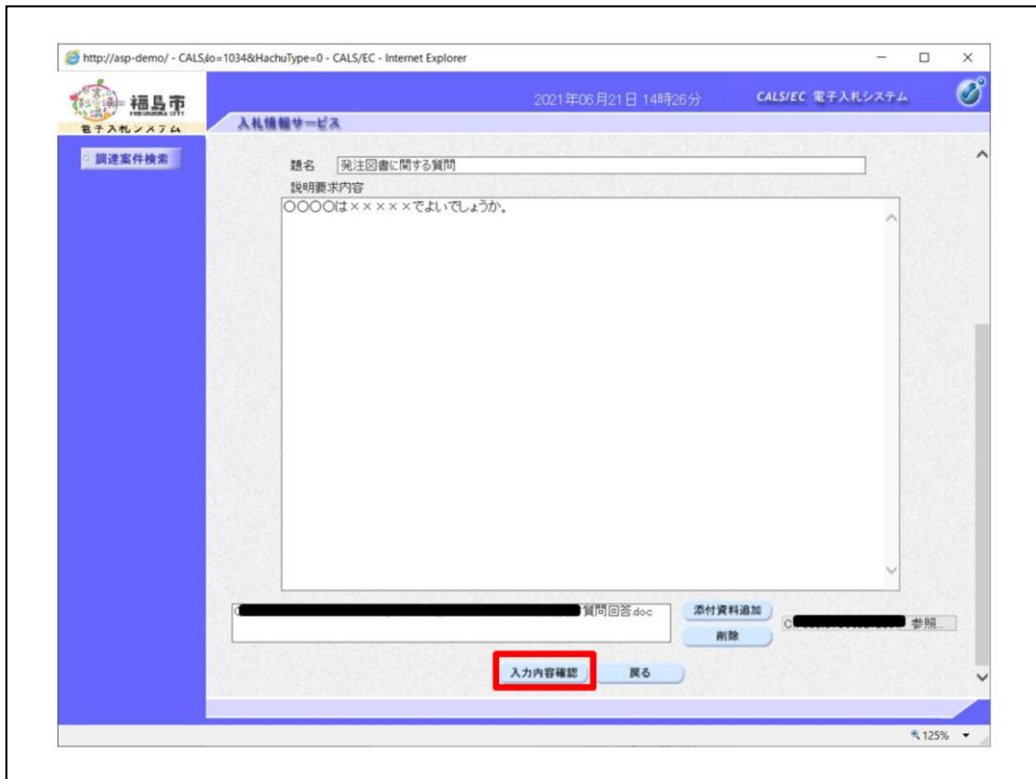 http://asp-demo/ - CALS/io=1034&HachuType=0 - CALS/EC - Internet Explorer
福島市
FUKUSHIMA CITY
電子入札システム
2021年06月21日 14時26分
CALS/EC 電子入札システム
入札情報サービス
調達案件検索
題名 発注図書に関する質問
説明要求内容
○○○○は×××××でよいでしょうか。
質問回答.doc
添付資料追加
参照...
削除
入力内容確認
戻る
125%